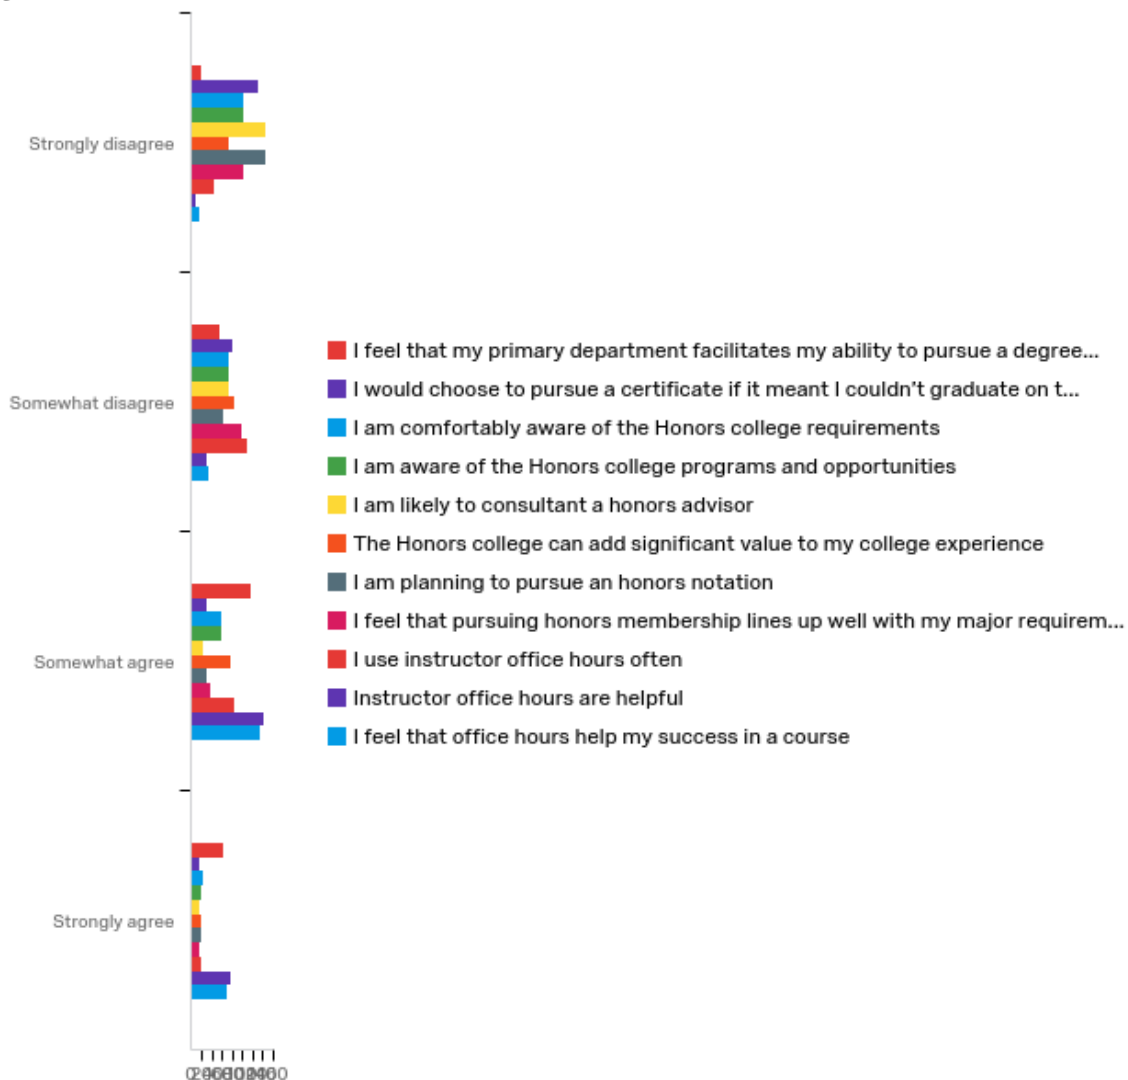 Strongly disagree
Somewhat disagree
Somewhat agree
Strongly agree
I feel that my primary department facilitates my ability to pursue a degree...
I would choose to pursue a certificate if it meant I couldn't graduate on t...
I am comfortably aware of the Honors college requirements
I am aware of the Honors college programs and opportunities
I am likely to consultant a honors advisor
The Honors college can add significant value to my college experience
I am planning to pursue an honors notation
I feel that pursuing honors membership lines up well with my major requirem...
I use instructor office hours often
Instructor office hours are helpful
I feel that office hours help my success in a course